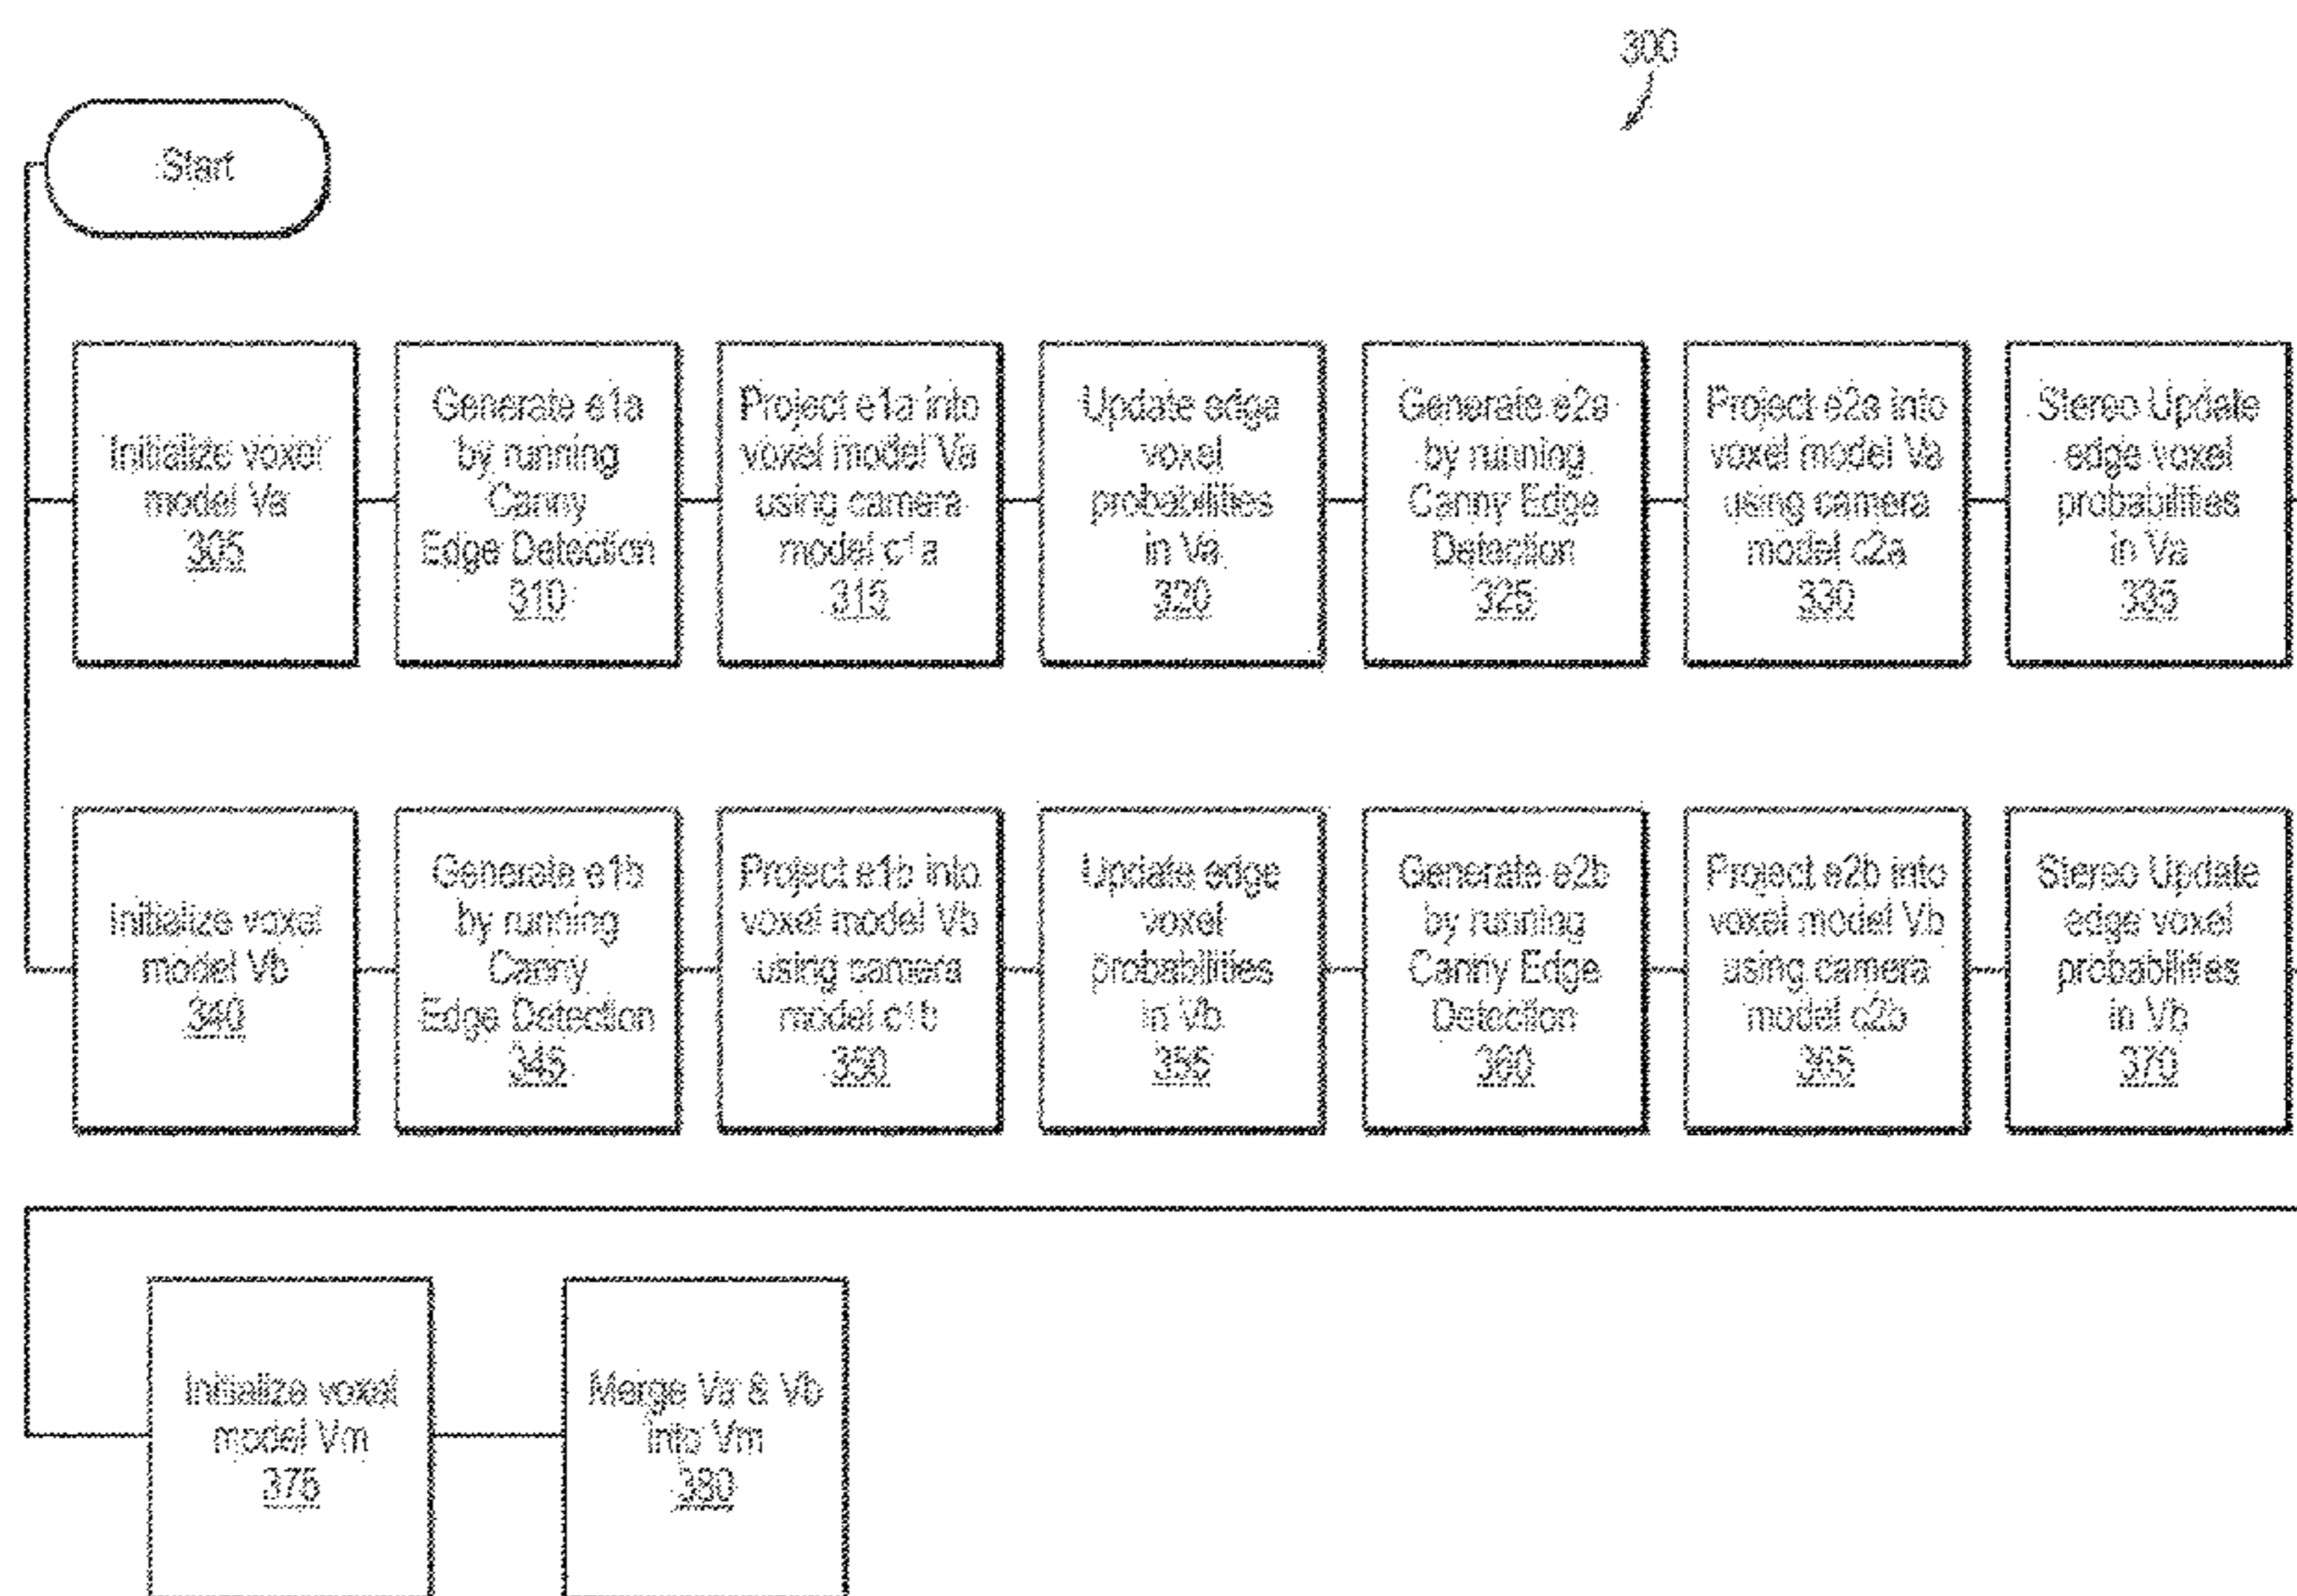 300
Start
Initialize voxel
model Va
305
Generate e1a
by running
Canny
Edge Detection
310
Project e1a into
voxel model Va
using camera
model c1a
315
Update edge
voxel
probabilities
in Va
320
Generate e2a
by running
Canny Edge
Detection
325
Project e2a into
voxel model Va
using camera
model c2a
330
Stereo Update
edge voxel
probabilities
in Va
335
Initialize voxel
model Vb
340
Generate e1b
by running
Canny
Edge Detection
345
Project e1b into
voxel model Vb
using camera
model c1b
350
Update edge
voxel
probabilities
in Vb
355
Generate e2b
by running
Canny Edge
Detection
360
Project e2b into
voxel model Vb
using camera
model c2b
365
Stereo Update
edge voxel
probabilities
in Vb
370
Initialize voxel
model Vm
375
Merge Va & Vb
into Vm
380